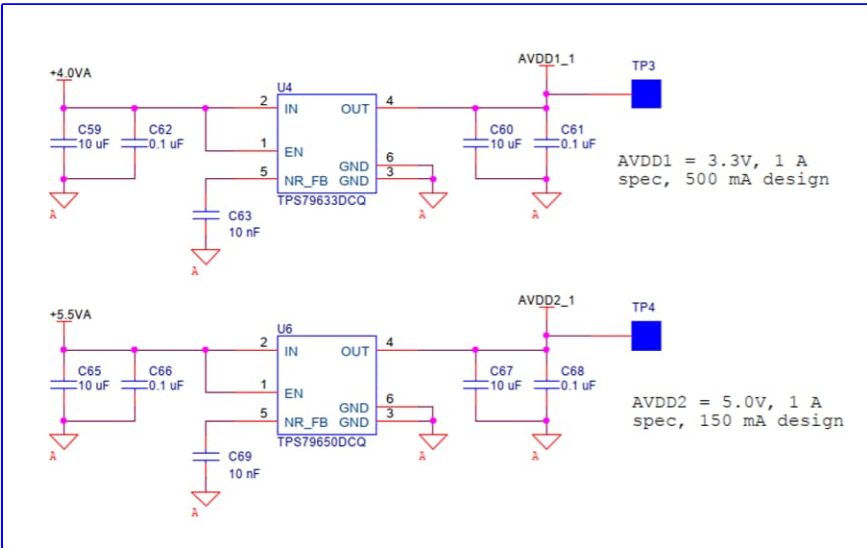 +4.0VA
AVDD1_1
TP3
U4
2 IN OUT 4
C59
10 uF
C62
0.1 uF
C60
10 uF
C61
0.1 uF
1 EN
GND 6
5 NR_FB GND 3
TPS79633DCQ
AVDD1 = 3.3V, 1 A
spec, 500 mA design
A
C63
10 nF
A
A
A
+5.5VA
AVDD2_1
TP4
U6
2 IN OUT 4
C65
10 uF
C66
0.1 uF
C67
10 uF
C68
0.1 uF
1 EN
GND 6
5 NR_FB GND 3
TPS79650DCQ
AVDD2 = 5.0V, 1 A
spec, 150 mA design
A
C69
10 nF
A
A
A